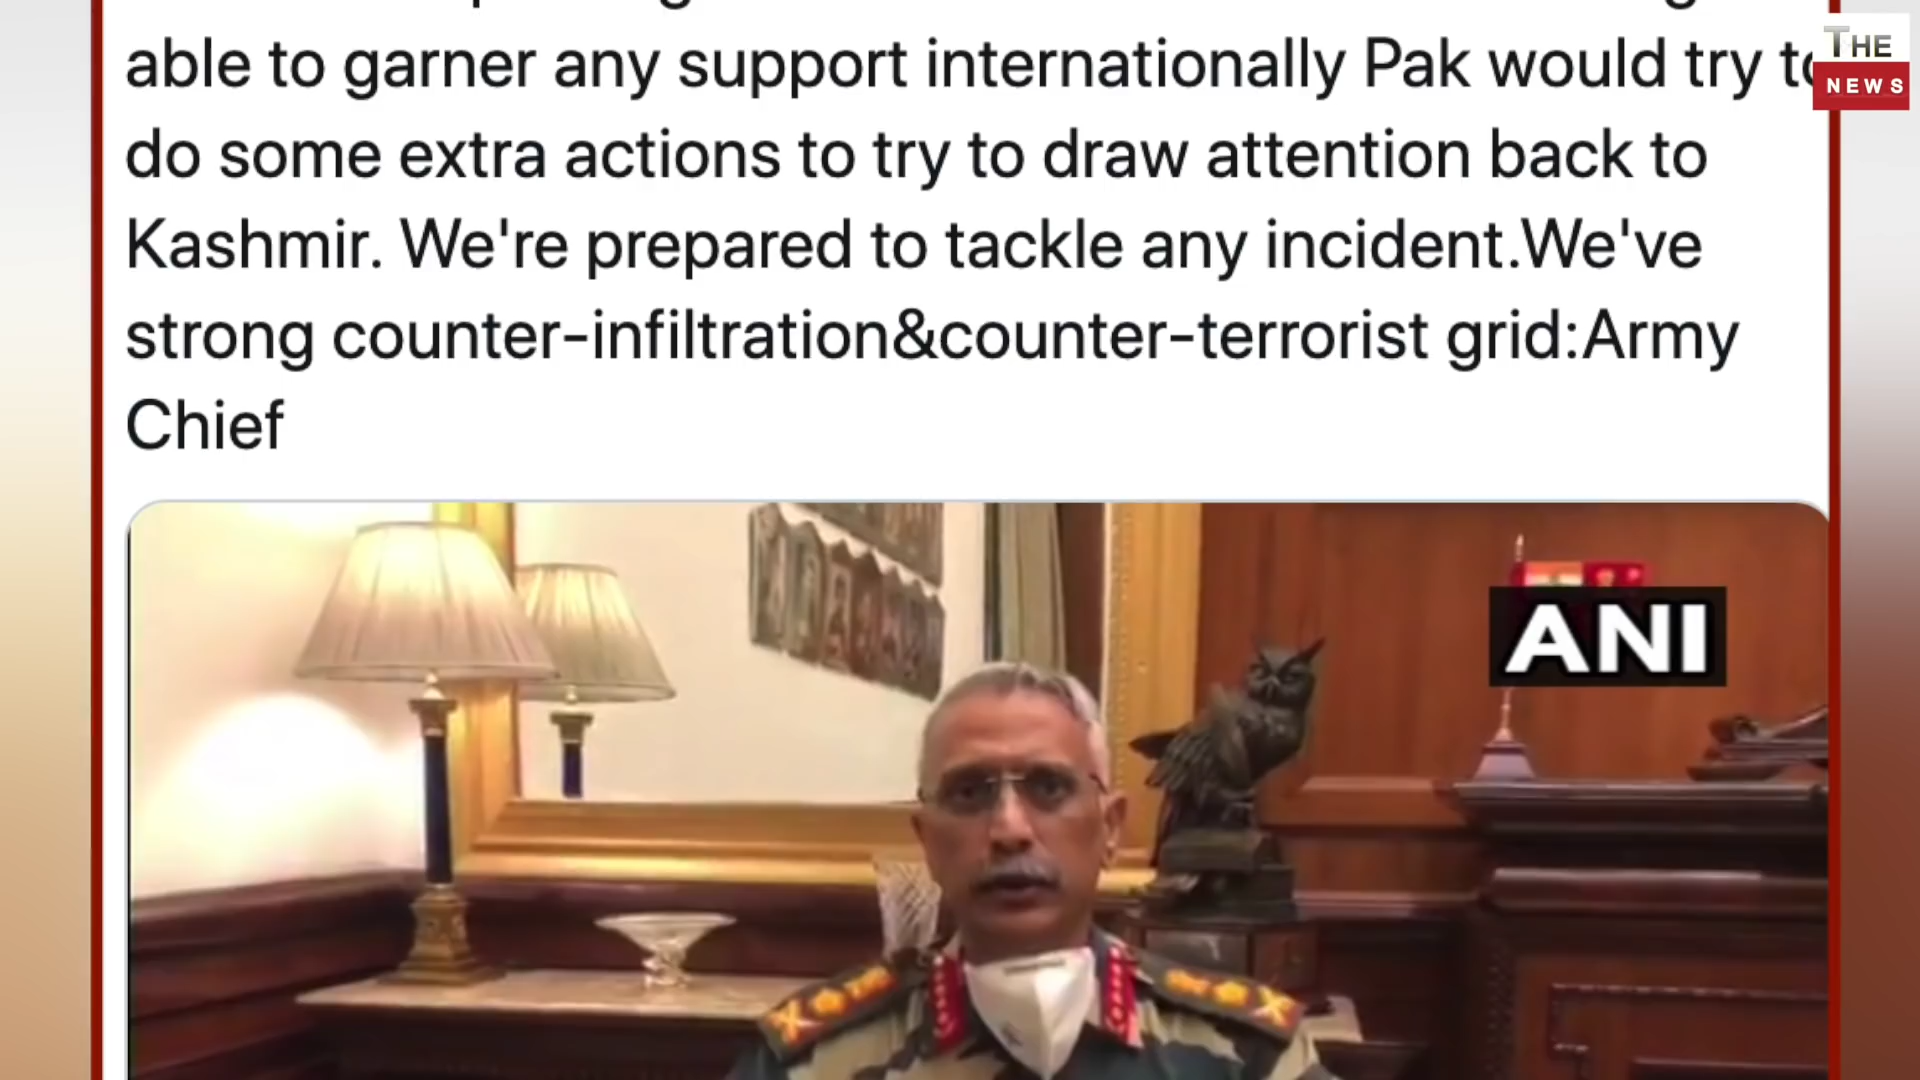 able to garner any support internationally Pak would try to
do some extra actions to try to draw attention back to
Kashmir. We're prepared to tackle any incident.We've
strong counter-infiltration&counter-terrorist grid:Army
Chief
THE
NEWS
ANI